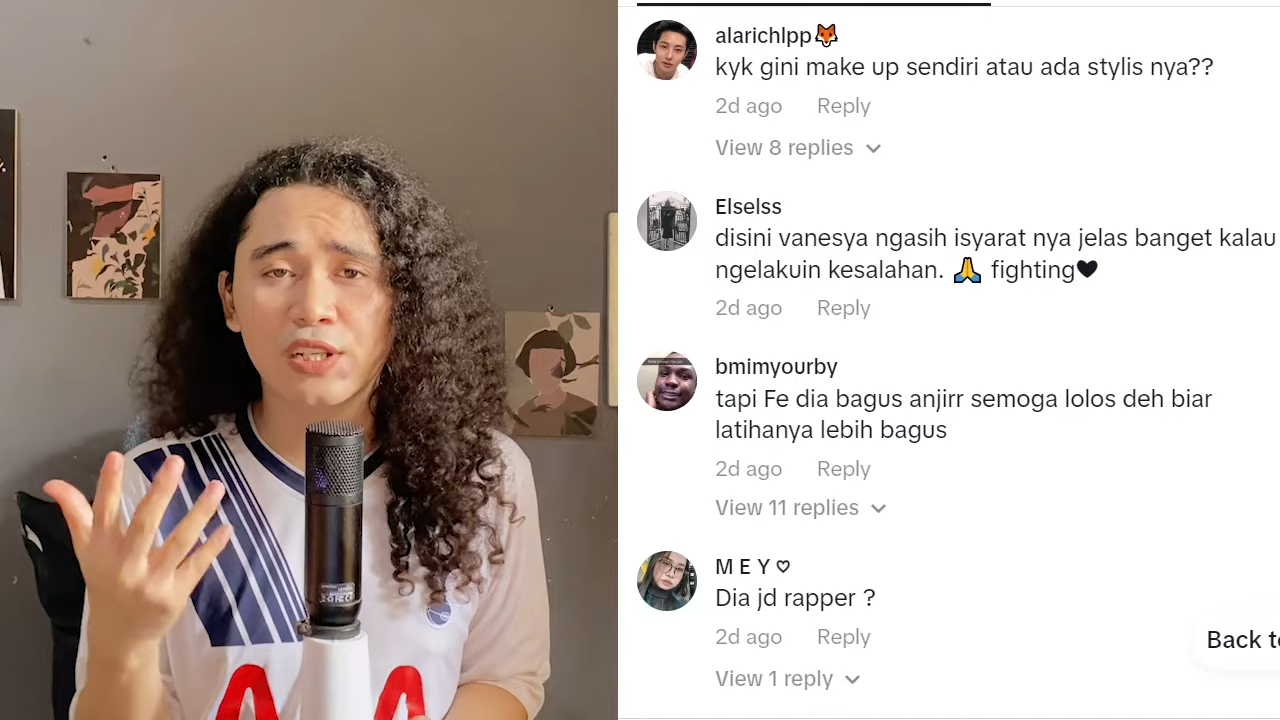 alarichlpp🦊
kyk gini make up sendiri atau ada stylis nya??
2d ago Reply
View 8 replies
Elselss
disini vanesya ngasih isyarat nya jelas banget kalau
ngelakuin kesalahan. 🙏 fighting🖤
2d ago Reply
bmimyourby
tapi Fe dia bagus anjirr semoga lolos deh biar
latihanya lebih bagus
2d ago Reply
View 11 replies
M E Y ♡
Dia jd rapper ?
2d ago Reply
Back to
View 1 reply